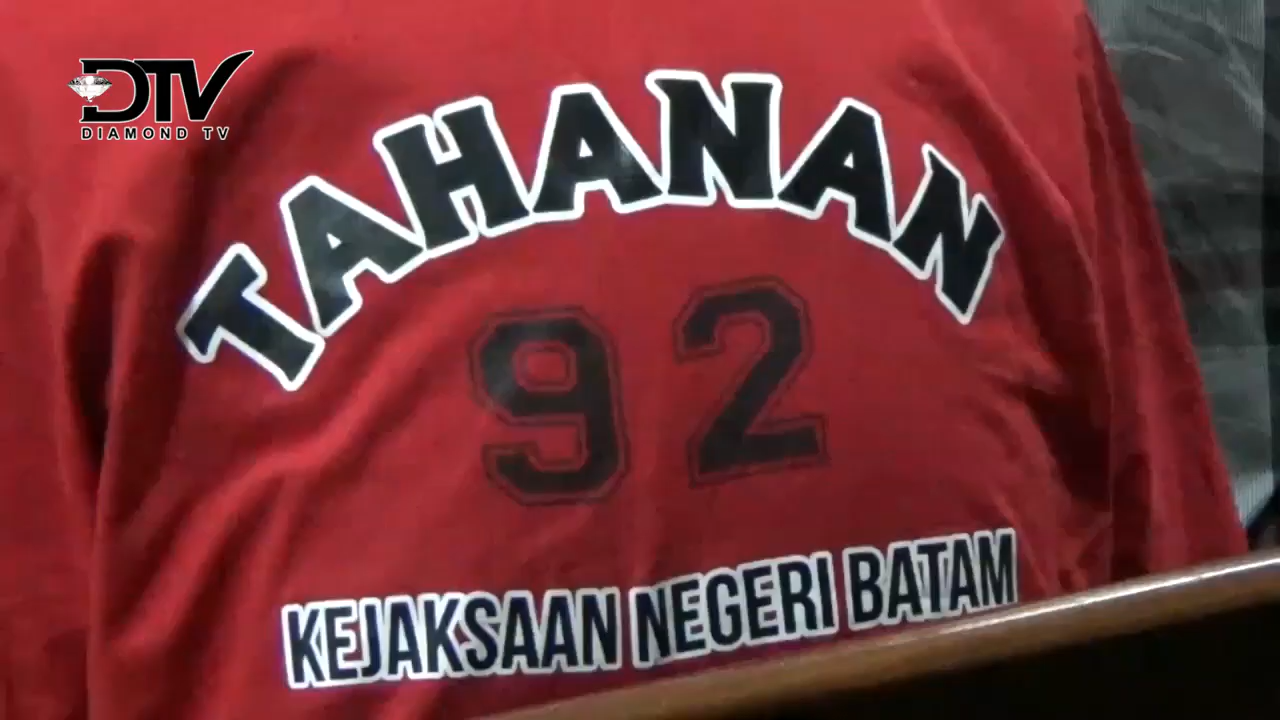 DTV
DIAMOND TV
TAHANAN
92
KEJAKSAAN NEGERI BATAM